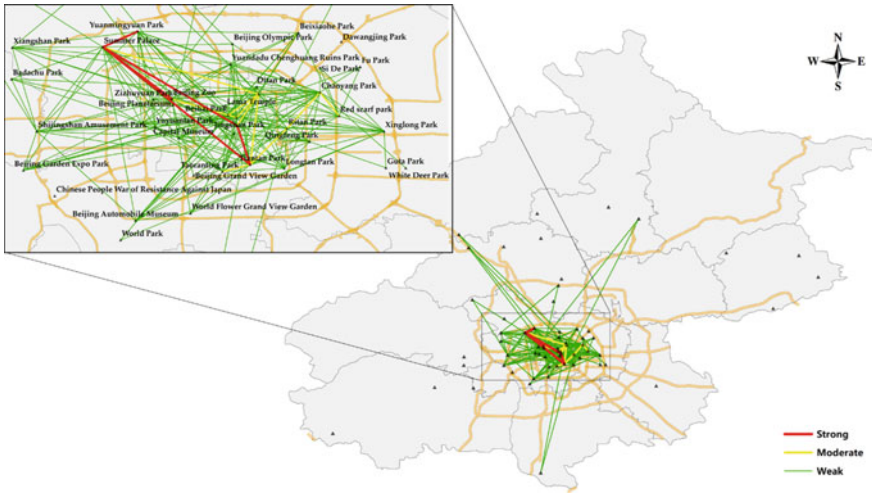 Yuanmingyuan Park
Beixiaohe Park
Xiangshan Park
Summer Palace
Beijing Olympic Park
Dawangjing Park
Yuandadu Chenghuang Ruins Park
Fu Park
Badachu Park
Ditan Park
Chaoyang Park
Zizhuyuan Park
Beijing Zoo
Beijing Planetarium
Lama Temple
Beihai Park
Red scarf park
Yuyuantan Park
Shijingshan Amusement Park
Jingshan Park
Ritan Park
Capital Museum
Xinglong Park
Qingfeng Park
Tiantan Park
Taoranting Park
Longtan Park
Guta Park
Beijing Garden Expo Park
Beijing Grand View Garden
White Deer Park
Chinese People War of Resistance Against Japan
World Flower Grand View Garden
Beijing Automobile Museum
World Park
N
W
E
S
Strong
Moderate
Weak